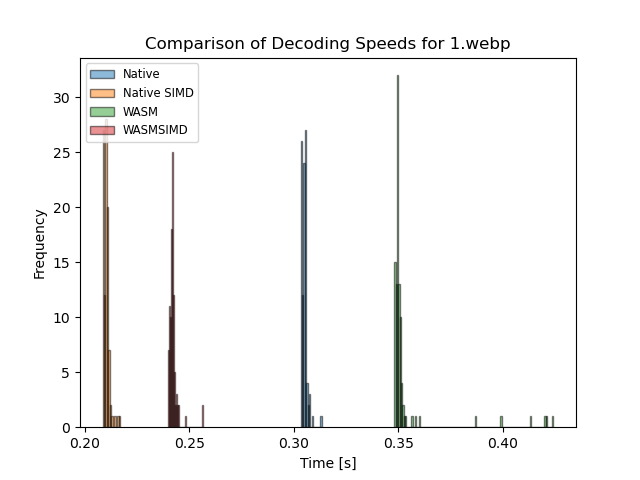 Comparison of Decoding Speeds for 1.webp
Native
Native SIMD
WASM
WASMSIMD
30
25
20
15
10
5
0
Frequency
0.20 0.25 0.30 0.35 0.40
Time [s]